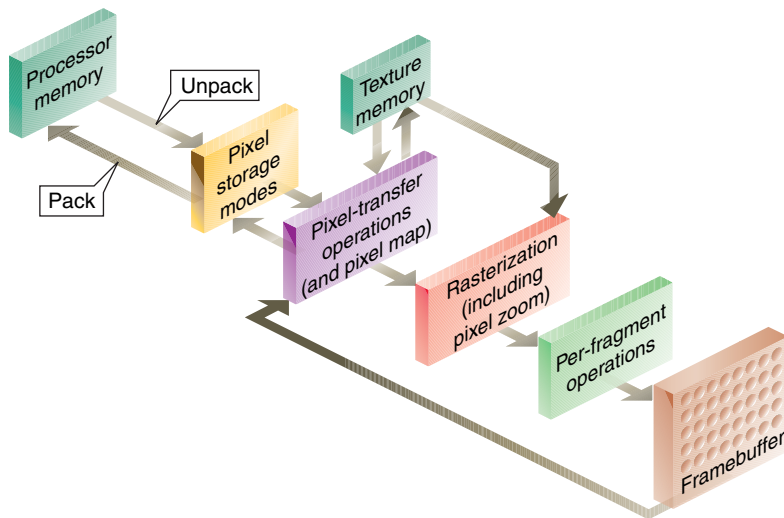 Processor
memory
Unpack
Pack
Texture
memory
Pixel
storage
modes
Pixel-transfer
operations
(and pixel map)
Rasterization
(including
pixel zoom)
Per-fragment
operations
Framebuffer